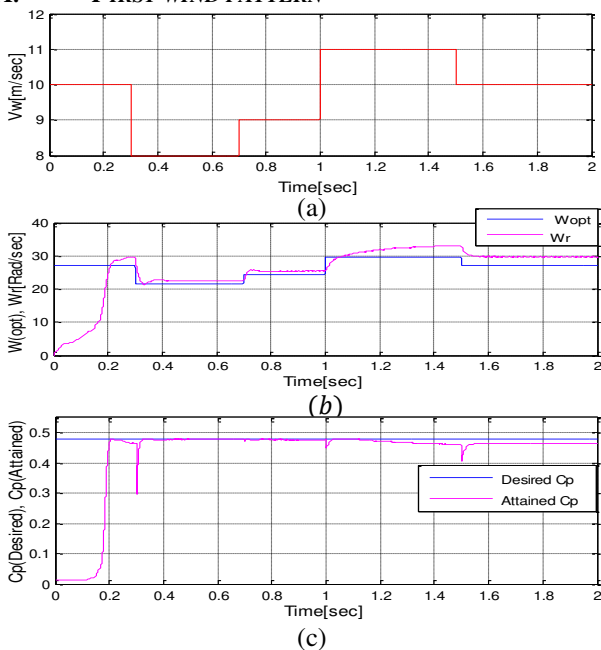 FIRST WIND PATTERN
12
11
10
9
8
Vw[m/sec]
0 0.2 0.4 0.6 0.8 1 1.2 1.4 1.6 1.8 2
Time[sec]
(a)
Wopt
Wr
40
30
20
10
0
W(opt), Wr[Rad/sec]
0 0.2 0.4 0.6 0.8 1 1.2 1.4 1.6 1.8 2
Time[sec]
(b)
0.5
0.4
0.3
0.2
0.1
0
Cp(Desired), Cp(Attained)
Desired Cp
Attained Cp
0 0.2 0.4 0.6 0.8 1 1.2 1.4 1.6 1.8 2
Time[sec]
(c)